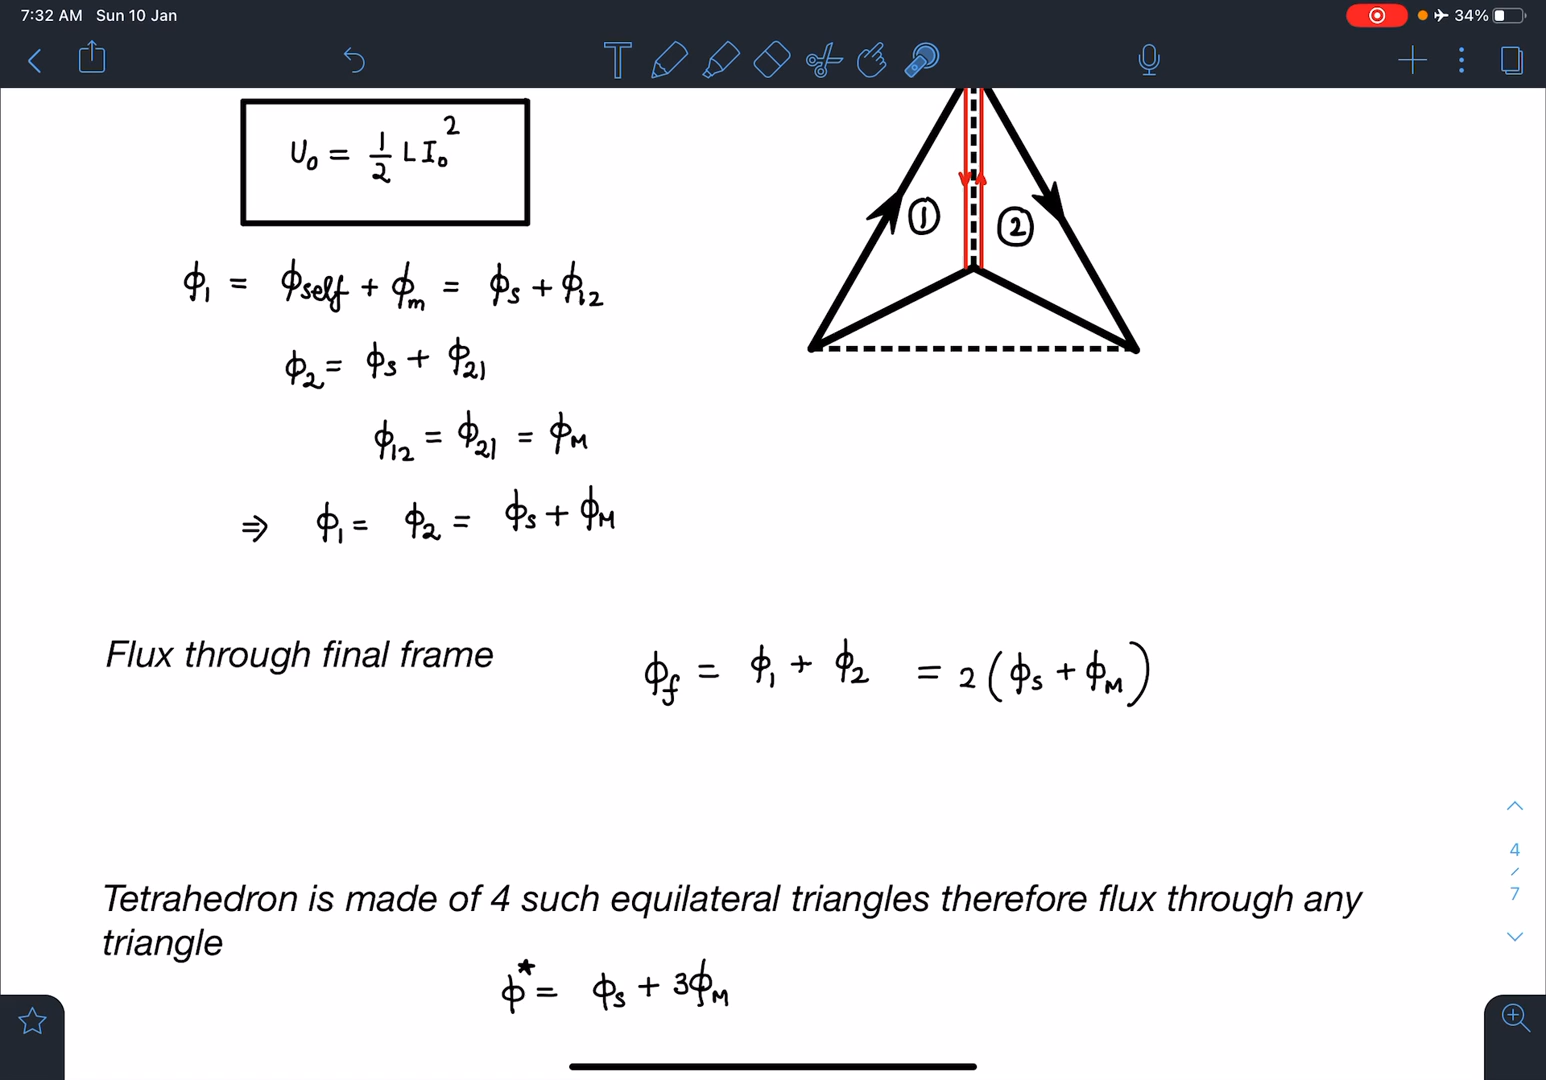 7:32 AM Sun 10 Jan
34%
T
U₀ = 1/2 L I₀²
① ②
ϕ₁ = ϕself + ϕm = ϕs + ϕ₁₂
ϕ₂ = ϕs + ϕ₂₁
ϕ₁₂ = ϕ₂₁ = ϕM
⇒ ϕ₁ = ϕ₂ = ϕs + ϕM
Flux through final frame
ϕf = ϕ₁ + ϕ₂ = 2(ϕs + ϕM)
4
/
7
Tetrahedron is made of 4 such equilateral triangles therefore flux through any
triangle
ϕ* = ϕs + 3ϕM